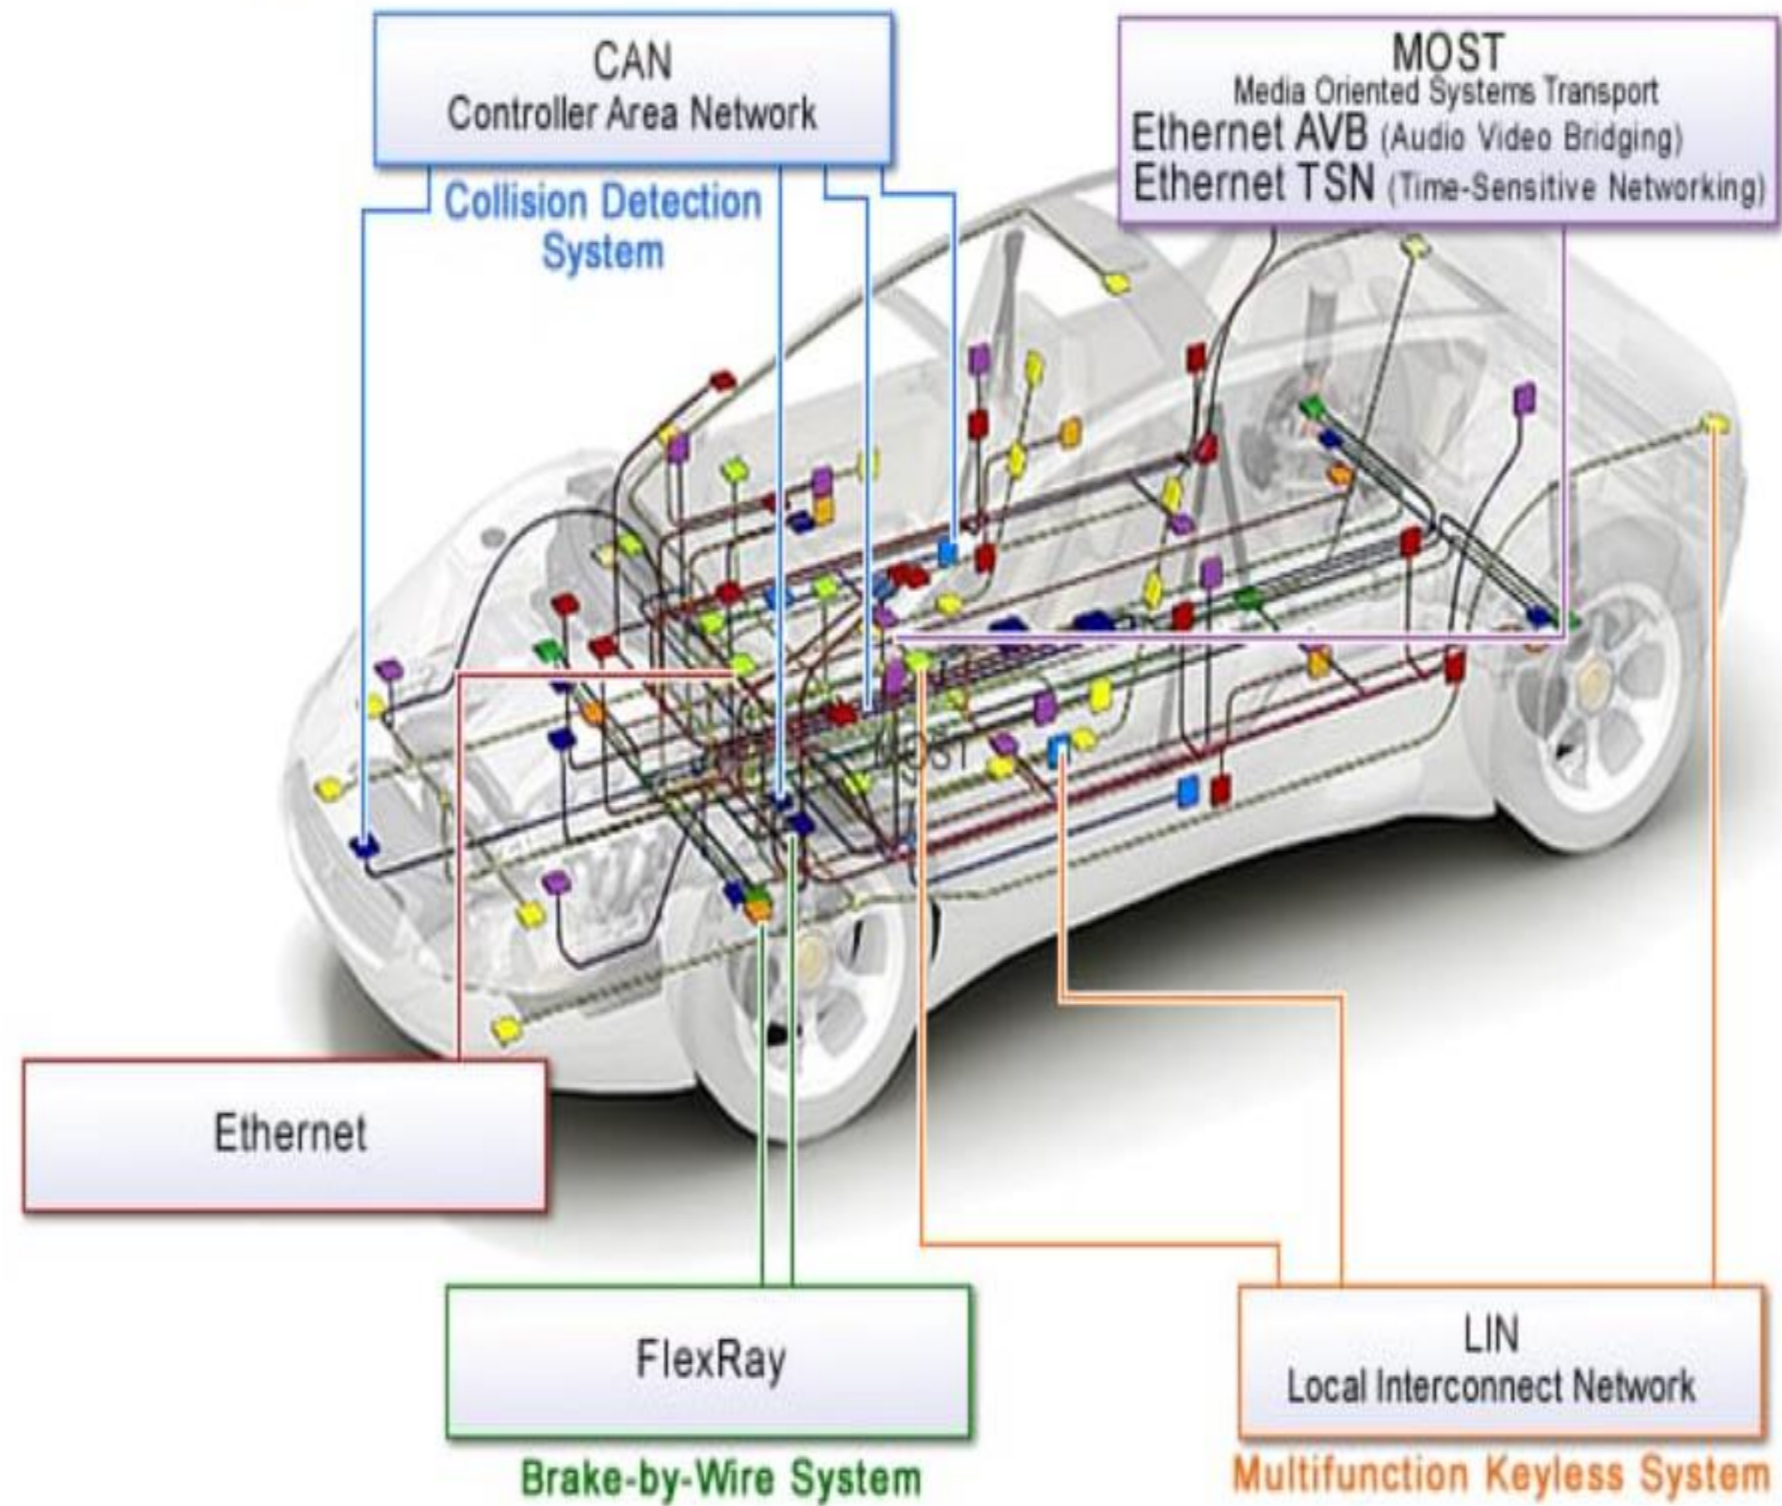 CAN
Controller Area Network
Collision Detection
System
MOST
Media Oriented Systems Transport
Ethernet AVB (Audio Video Bridging)
Ethernet TSN (Time-Sensitive Networking)
Ethernet
FlexRay
Brake-by-Wire System
LIN
Local Interconnect Network
Multifunction Keyless System